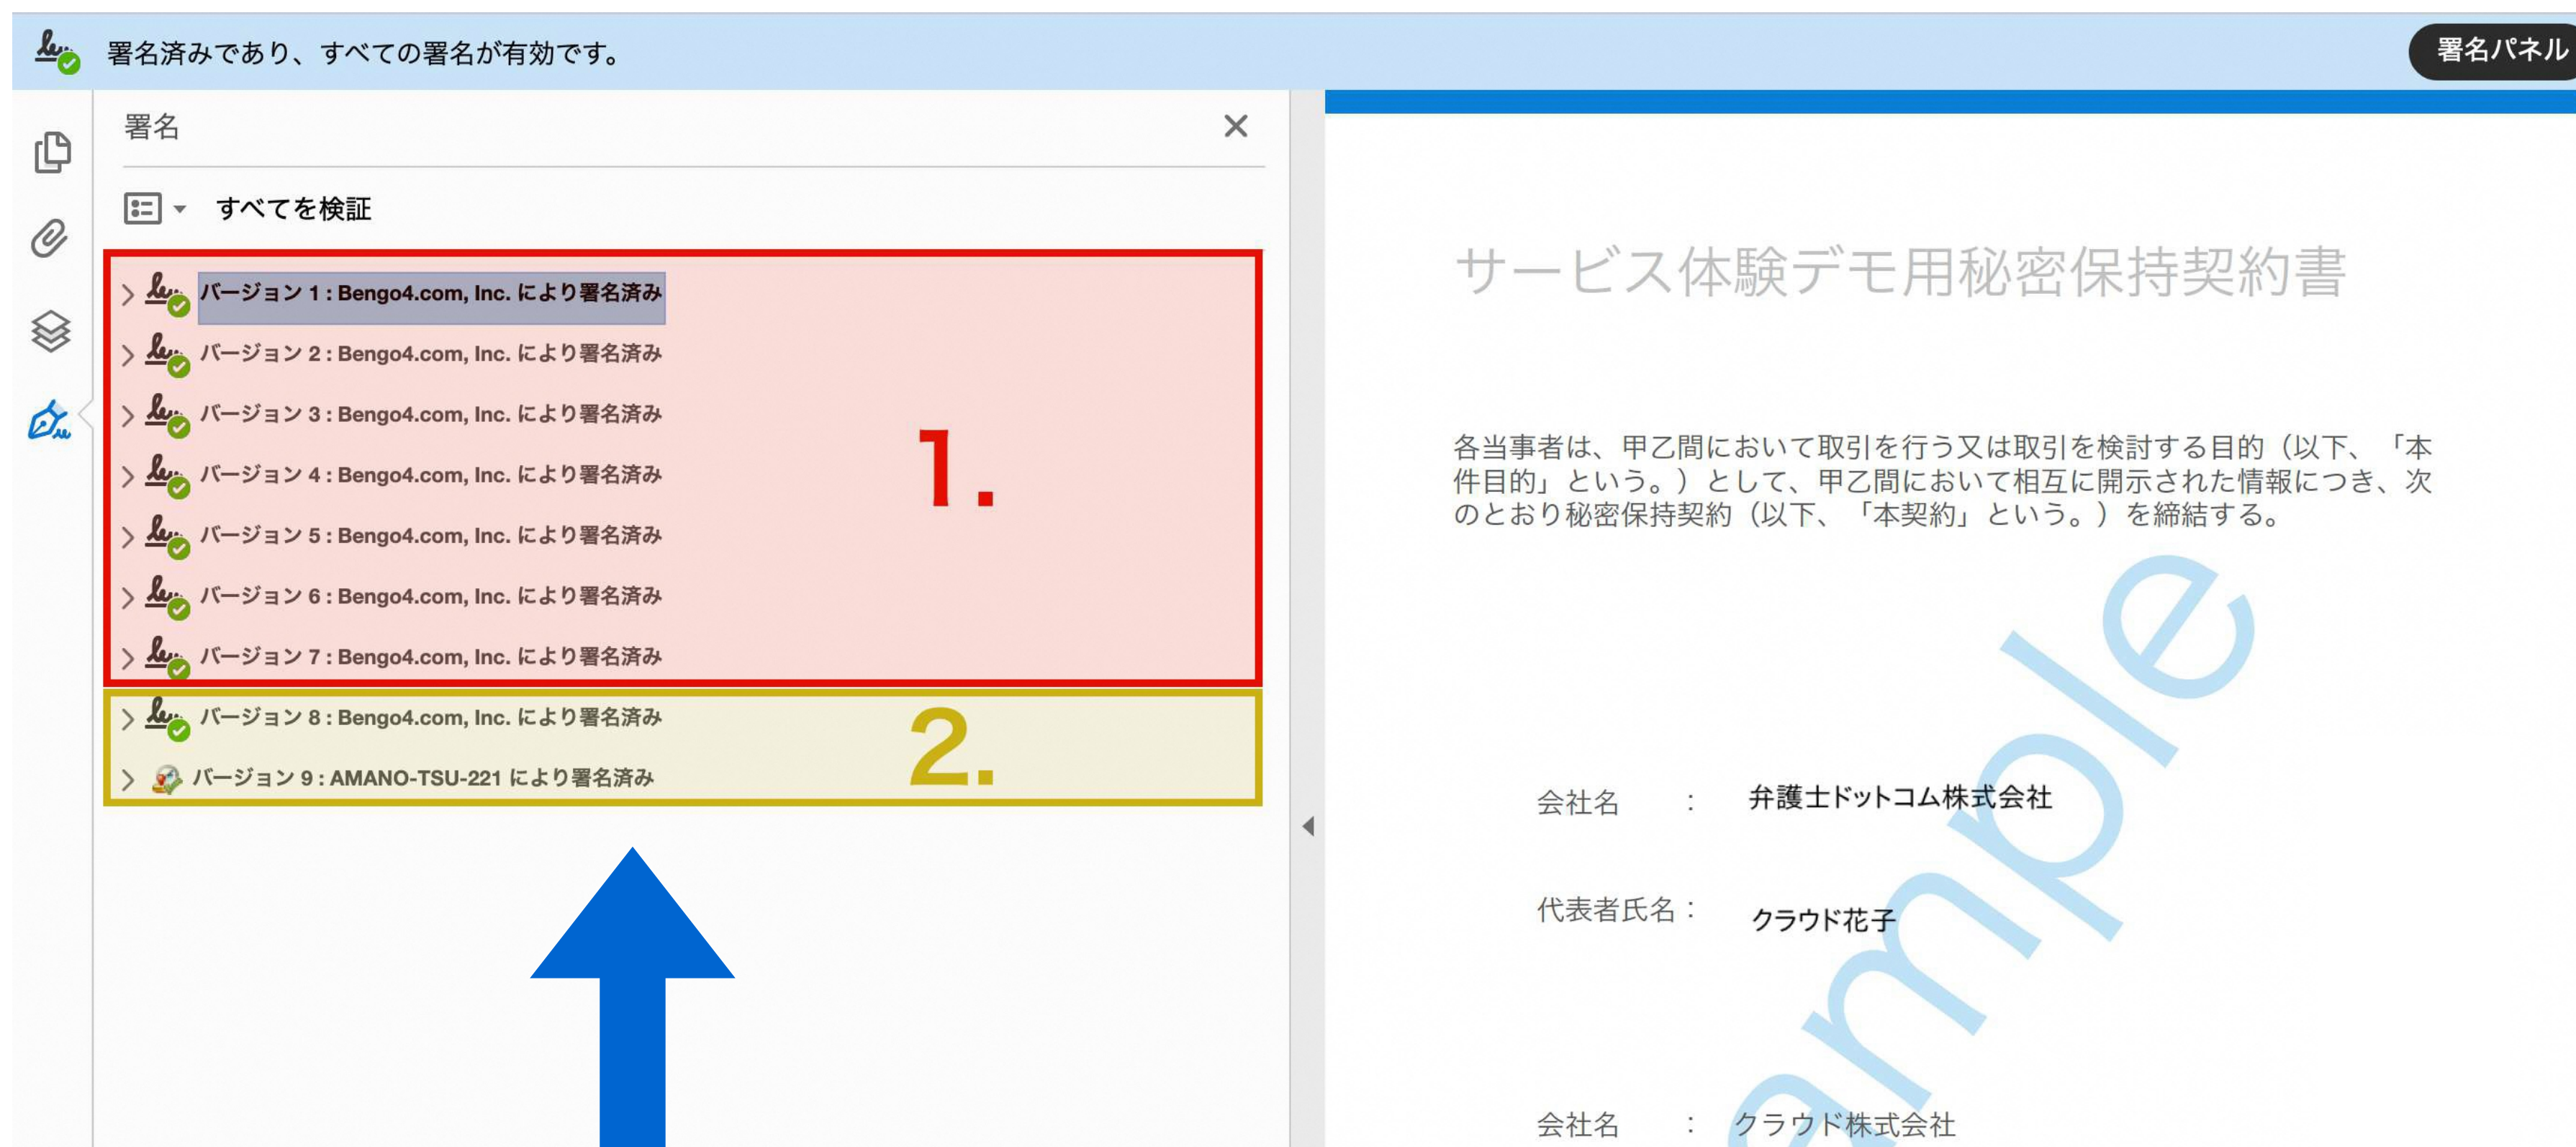 署名済みであり、すべての署名が有効です。
署名パネル
署名
すべてを検証
バージョン 1 : Bengo4.com, Inc. により署名済み
バージョン 2 : Bengo4.com, Inc. により署名済み
バージョン 3 : Bengo4.com, Inc. により署名済み
バージョン 4 : Bengo4.com, Inc. により署名済み
バージョン 5 : Bengo4.com, Inc. により署名済み
バージョン 6 : Bengo4.com, Inc. により署名済み
バージョン 7 : Bengo4.com, Inc. により署名済み
1.
バージョン 8 : Bengo4.com, Inc. により署名済み
バージョン 9 : AMANO-TSU-221 により署名済み
2.
サービス体験デモ用秘密保持契約書
各当事者は、甲乙間において取引を行う又は取引を検討する目的（以下、「本
件目的」という。）として、甲乙間において相互に開示された情報につき、次
のとおり秘密保持契約（以下、「本契約」という。）を締結する。
会社名 : 弁護士ドットコム株式会社
代表者氏名 : クラウド花子
会社名 : クラウド株式会社
ample